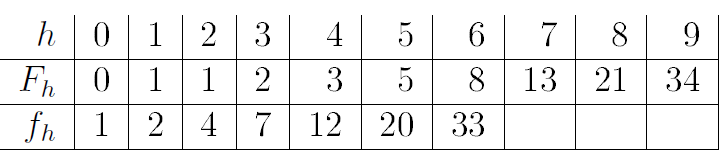 h 0 1 2 3 4 5 6 7 8 9
F_h 0 1 1 2 3 5 8 13 21 34
f_h 1 2 4 7 12 20 33